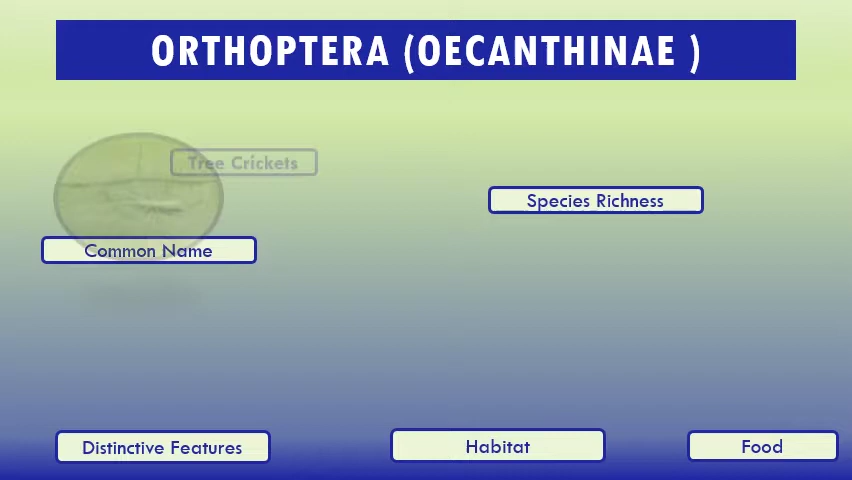 ORTHOPTERA (OECANTHINAE )
Tree Crickets
Species Richness
Common Name
Distinctive Features
Habitat
Food